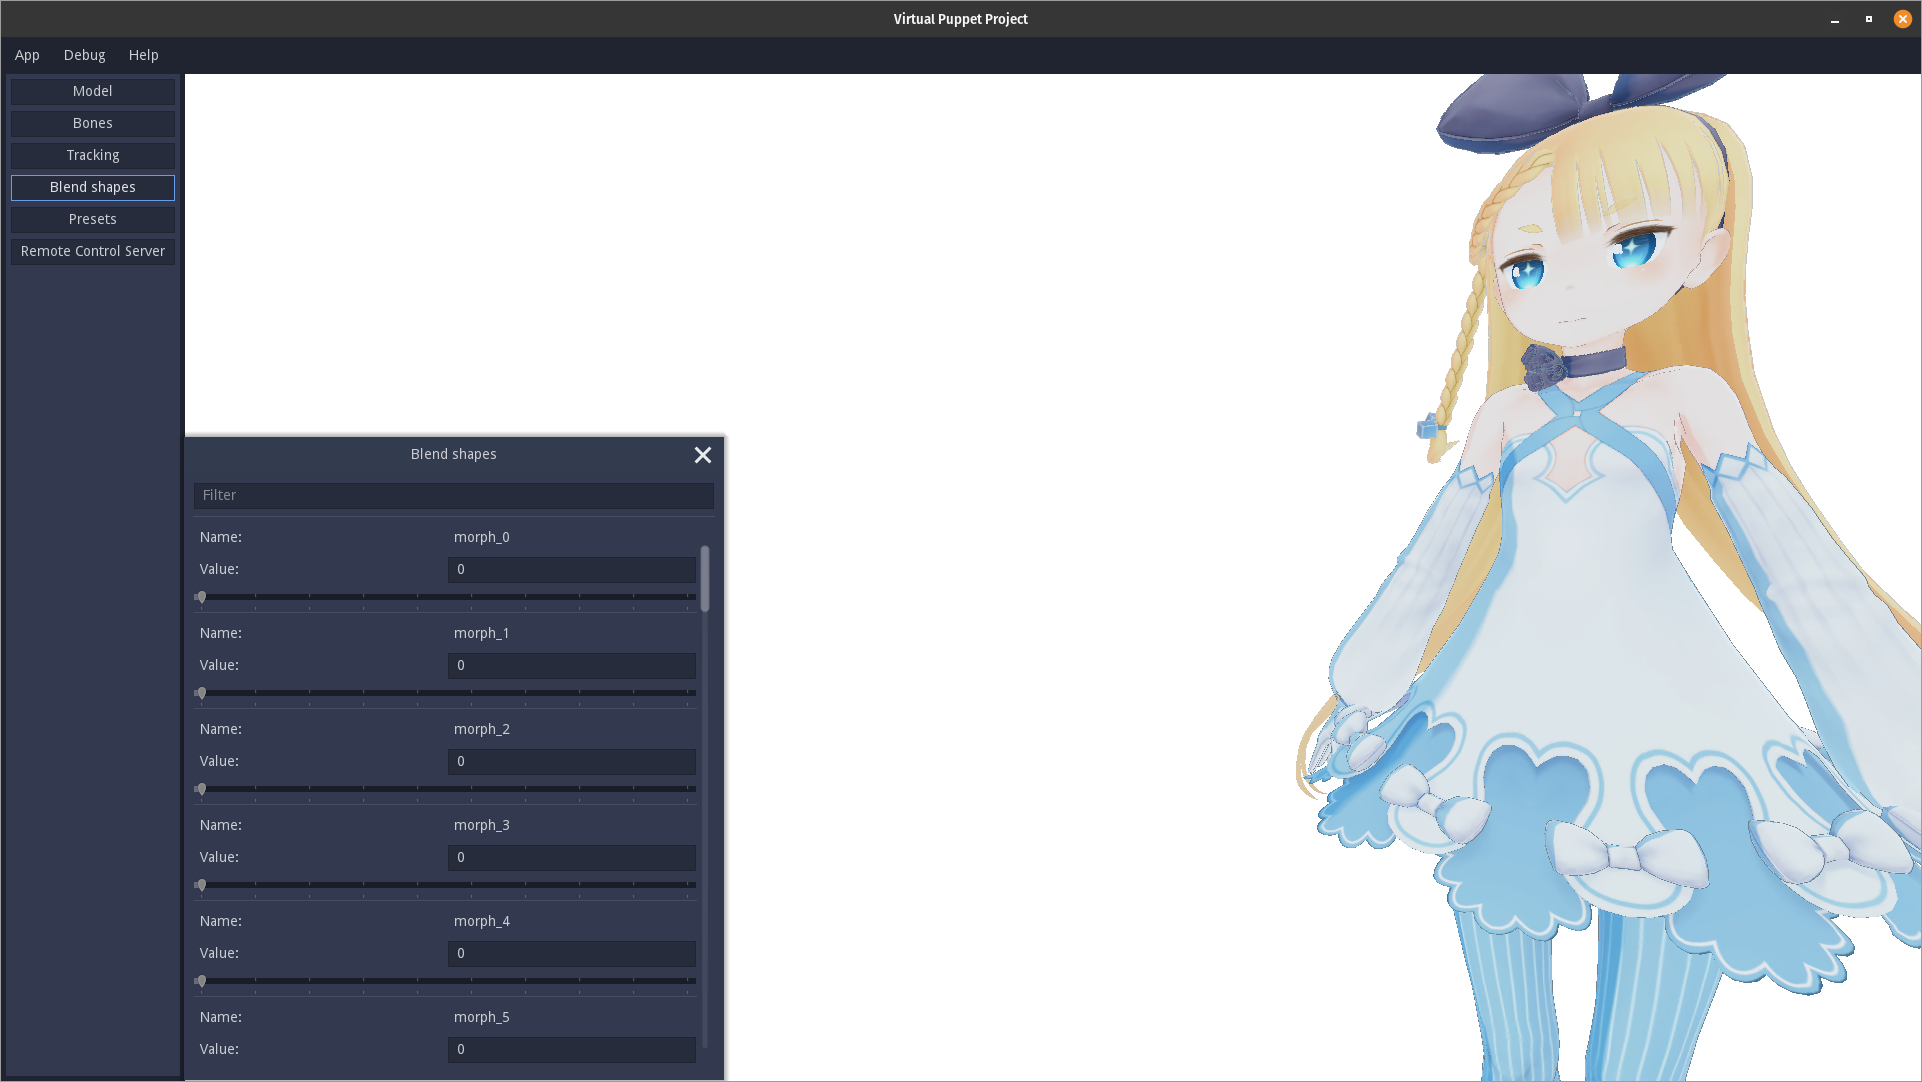 Virtual Puppet Project
App Debug Help
Model
Bones
Tracking
Blend shapes
Presets
Remote Control Server
Blend shapes
Filter
Name: morph_0
Value: 0
Name: morph_1
Value: 0
Name: morph_2
Value: 0
Name: morph_3
Value: 0
Name: morph_4
Value: 0
Name: morph_5
Value: 0